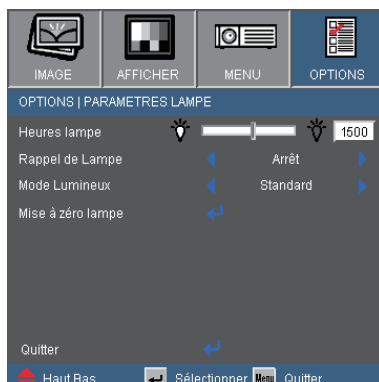 IMAGE AFFICHER MENU OPTIONS
OPTIONS | PARAMETRES LAMPE
Heures lampe 1500
Rappel de Lampe Arrêt
Mode Lumineux Standard
Mise à zéro lampe
Quitter
Haut Bas Sélectionner Menu Quitter